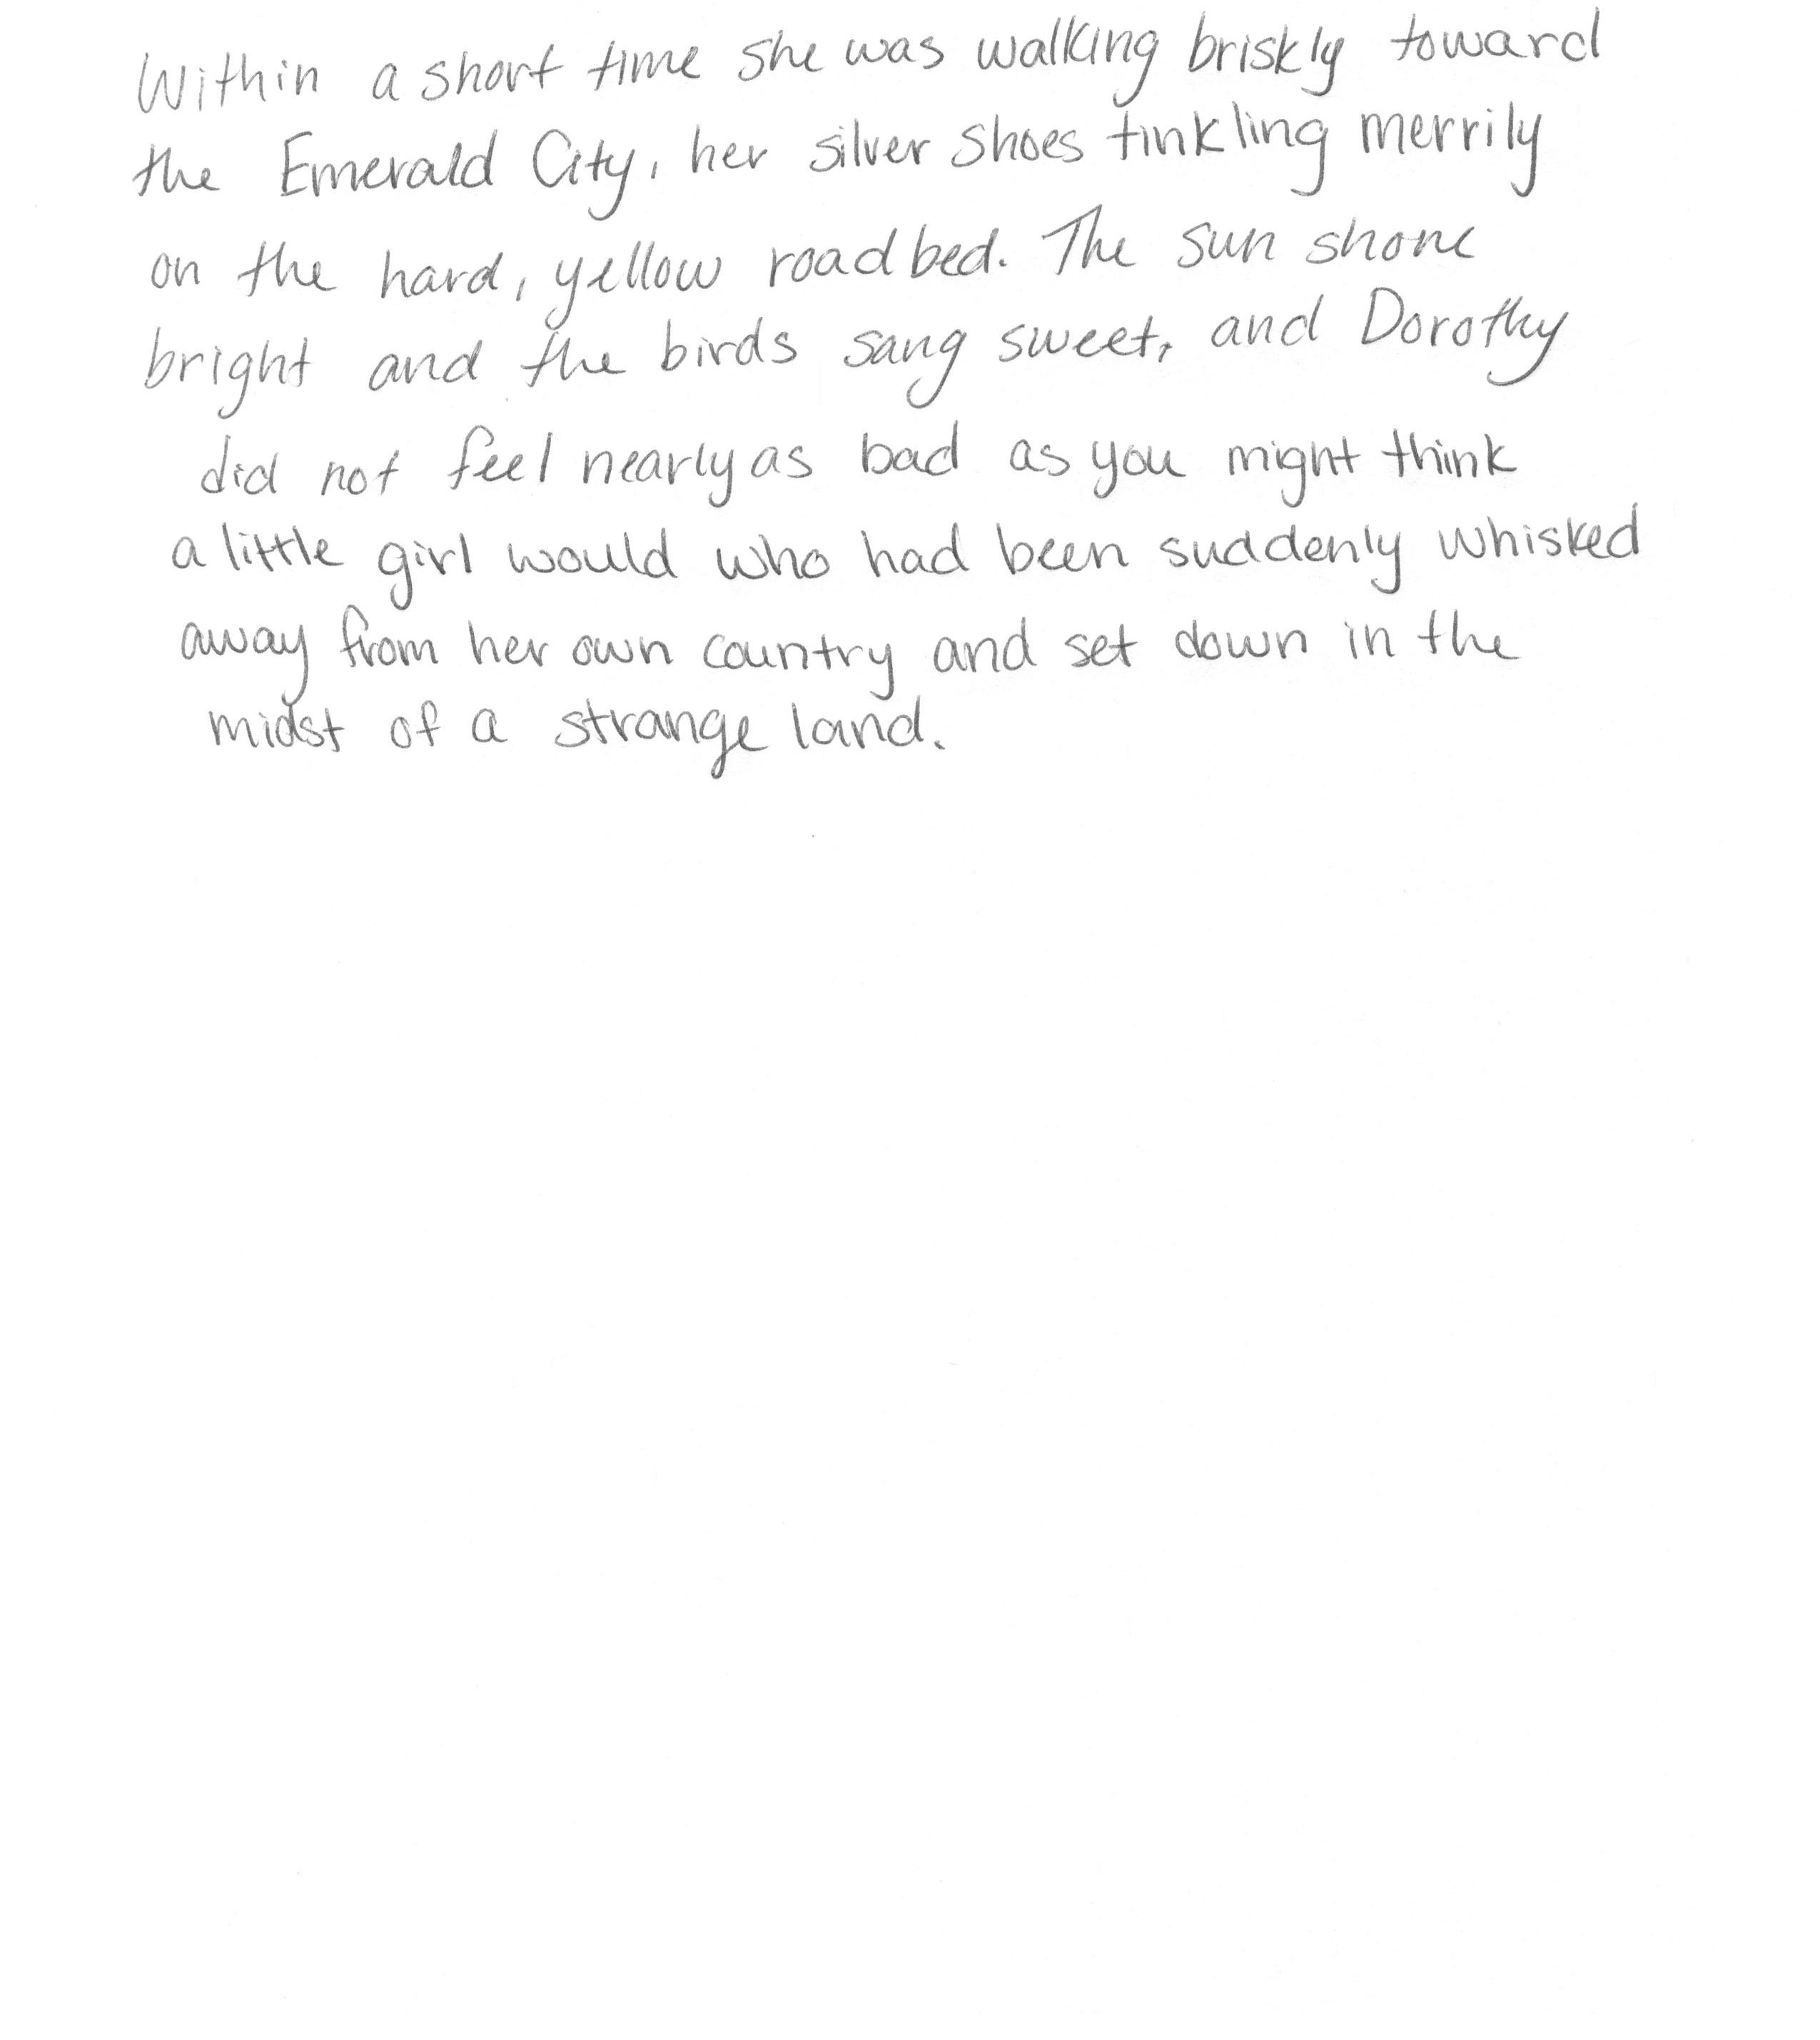 Within a short time she was walking briskly toward
the Emerald City, her silver shoes tinkling merrily
on the hard, yellow roadbed. The sun shone
bright and the birds sang sweet, and Dorothy
did not feel nearly as bad as you might think
a little girl would who had been suddenly whisked
away from her own country and set down in the
midst of a strange land.